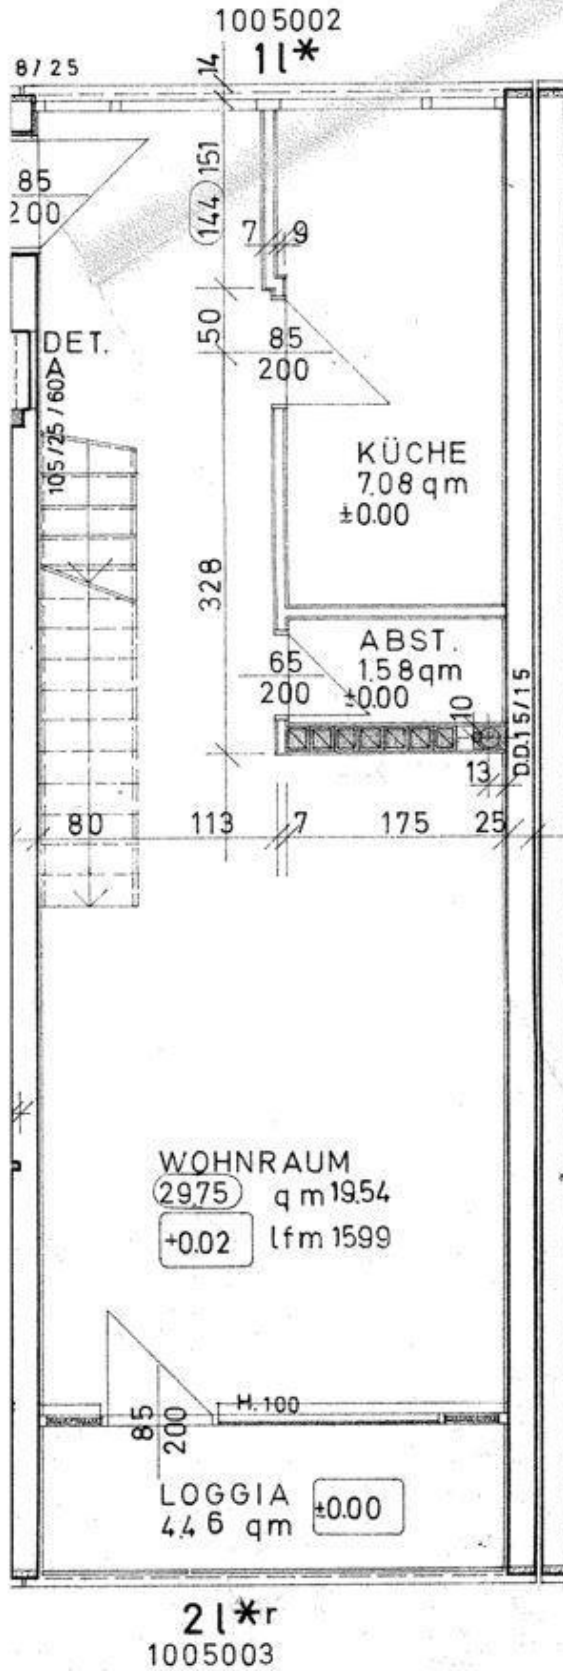 1005002
1l*
8/25
14
85
200
144 151
7 9
50
85
200
DET.
A
105/25/60
KÜCHE
7.08 qm
±0.00
328
ABST.
1.58qm
±0.00
65
200
10
D.D.15/15
13
80 113 7 175 25
WOHNRAUM
29.75 qm 19.54
+0.02 lfm 15.99
85
200
H.100
LOGGIA
4.46 qm ±0.00
2l*r
1005003